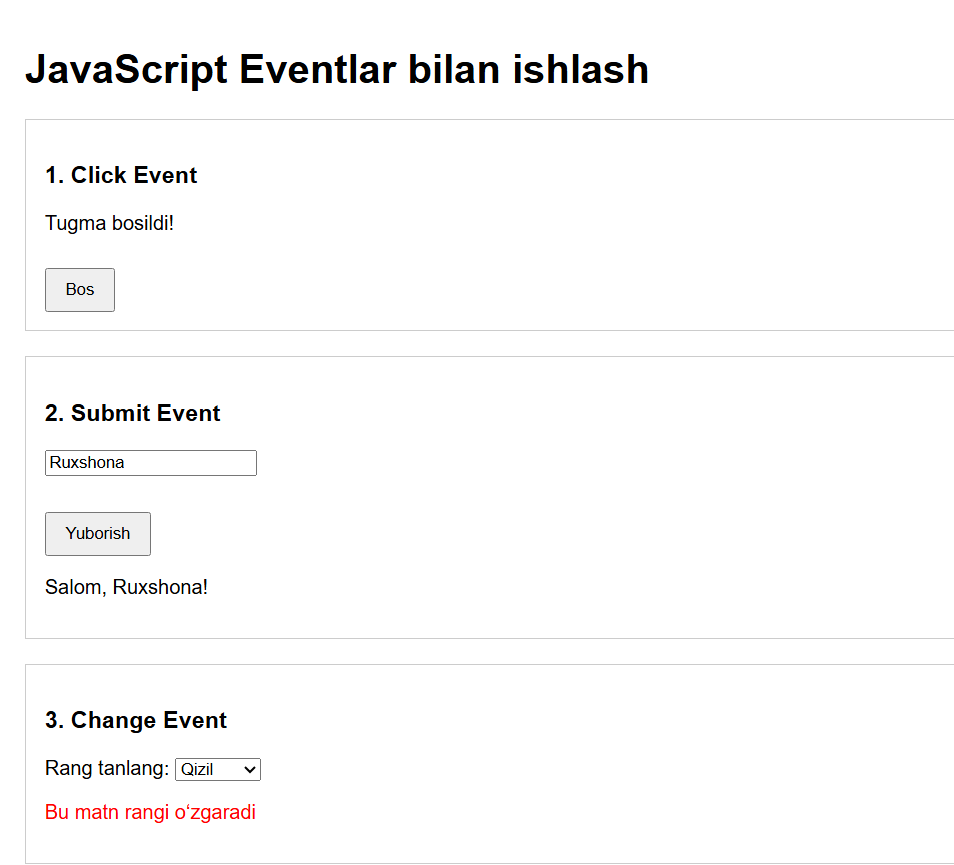 JavaScript Eventlar bilan ishlash
1. Click Event
Tugma bosildi!
Bos
2. Submit Event
Ruxshona
Yuborish
Salom, Ruxshona!
3. Change Event
Rang tanlang: Qizil
Bu matn rangi o‘zgaradi